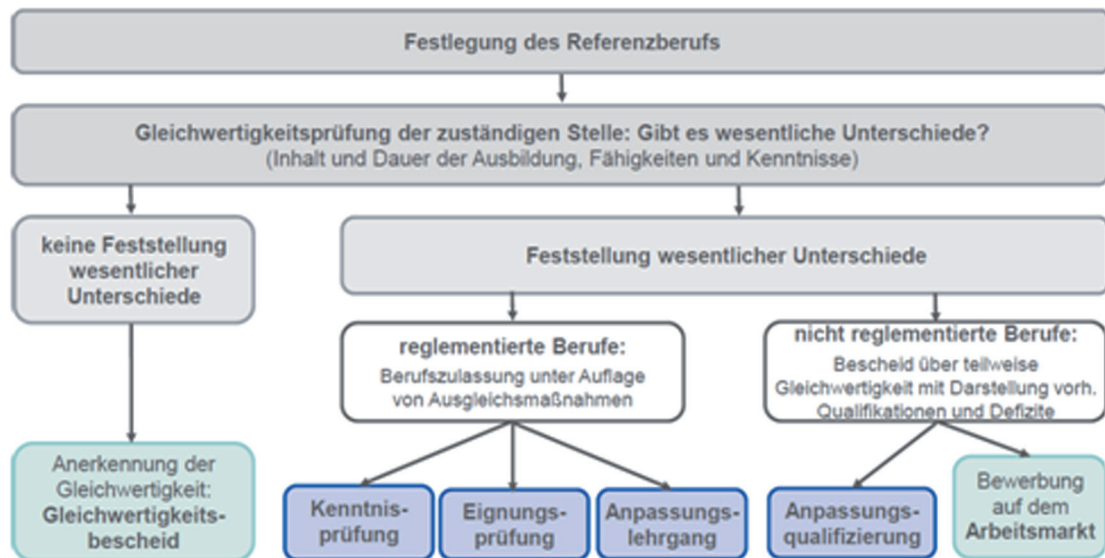 Festlegung des Referenzberufs
Gleichwertigkeitsprüfung der zuständigen Stelle: Gibt es wesentliche Unterschiede?
(Inhalt und Dauer der Ausbildung, Fähigkeiten und Kenntnisse)
keine Feststellung
wesentlicher
Unterschiede
Feststellung wesentlicher Unterschiede
reglementierte Berufe:
Berufszulassung unter Auflage
von Ausgleichsmaßnahmen
nicht reglementierte Berufe:
Bescheid über teilweise
Gleichwertigkeit mit Darstellung vorh.
Qualifikationen und Defizite
Anerkennung der
Gleichwertigkeit:
Gleichwertigkeits-
bescheid
Kenntnis-
prüfung
Eignungs-
prüfung
Anpassungs-
lehrgang
Anpassungs-
qualifizierung
Bewerbung
auf dem
Arbeitsmarkt